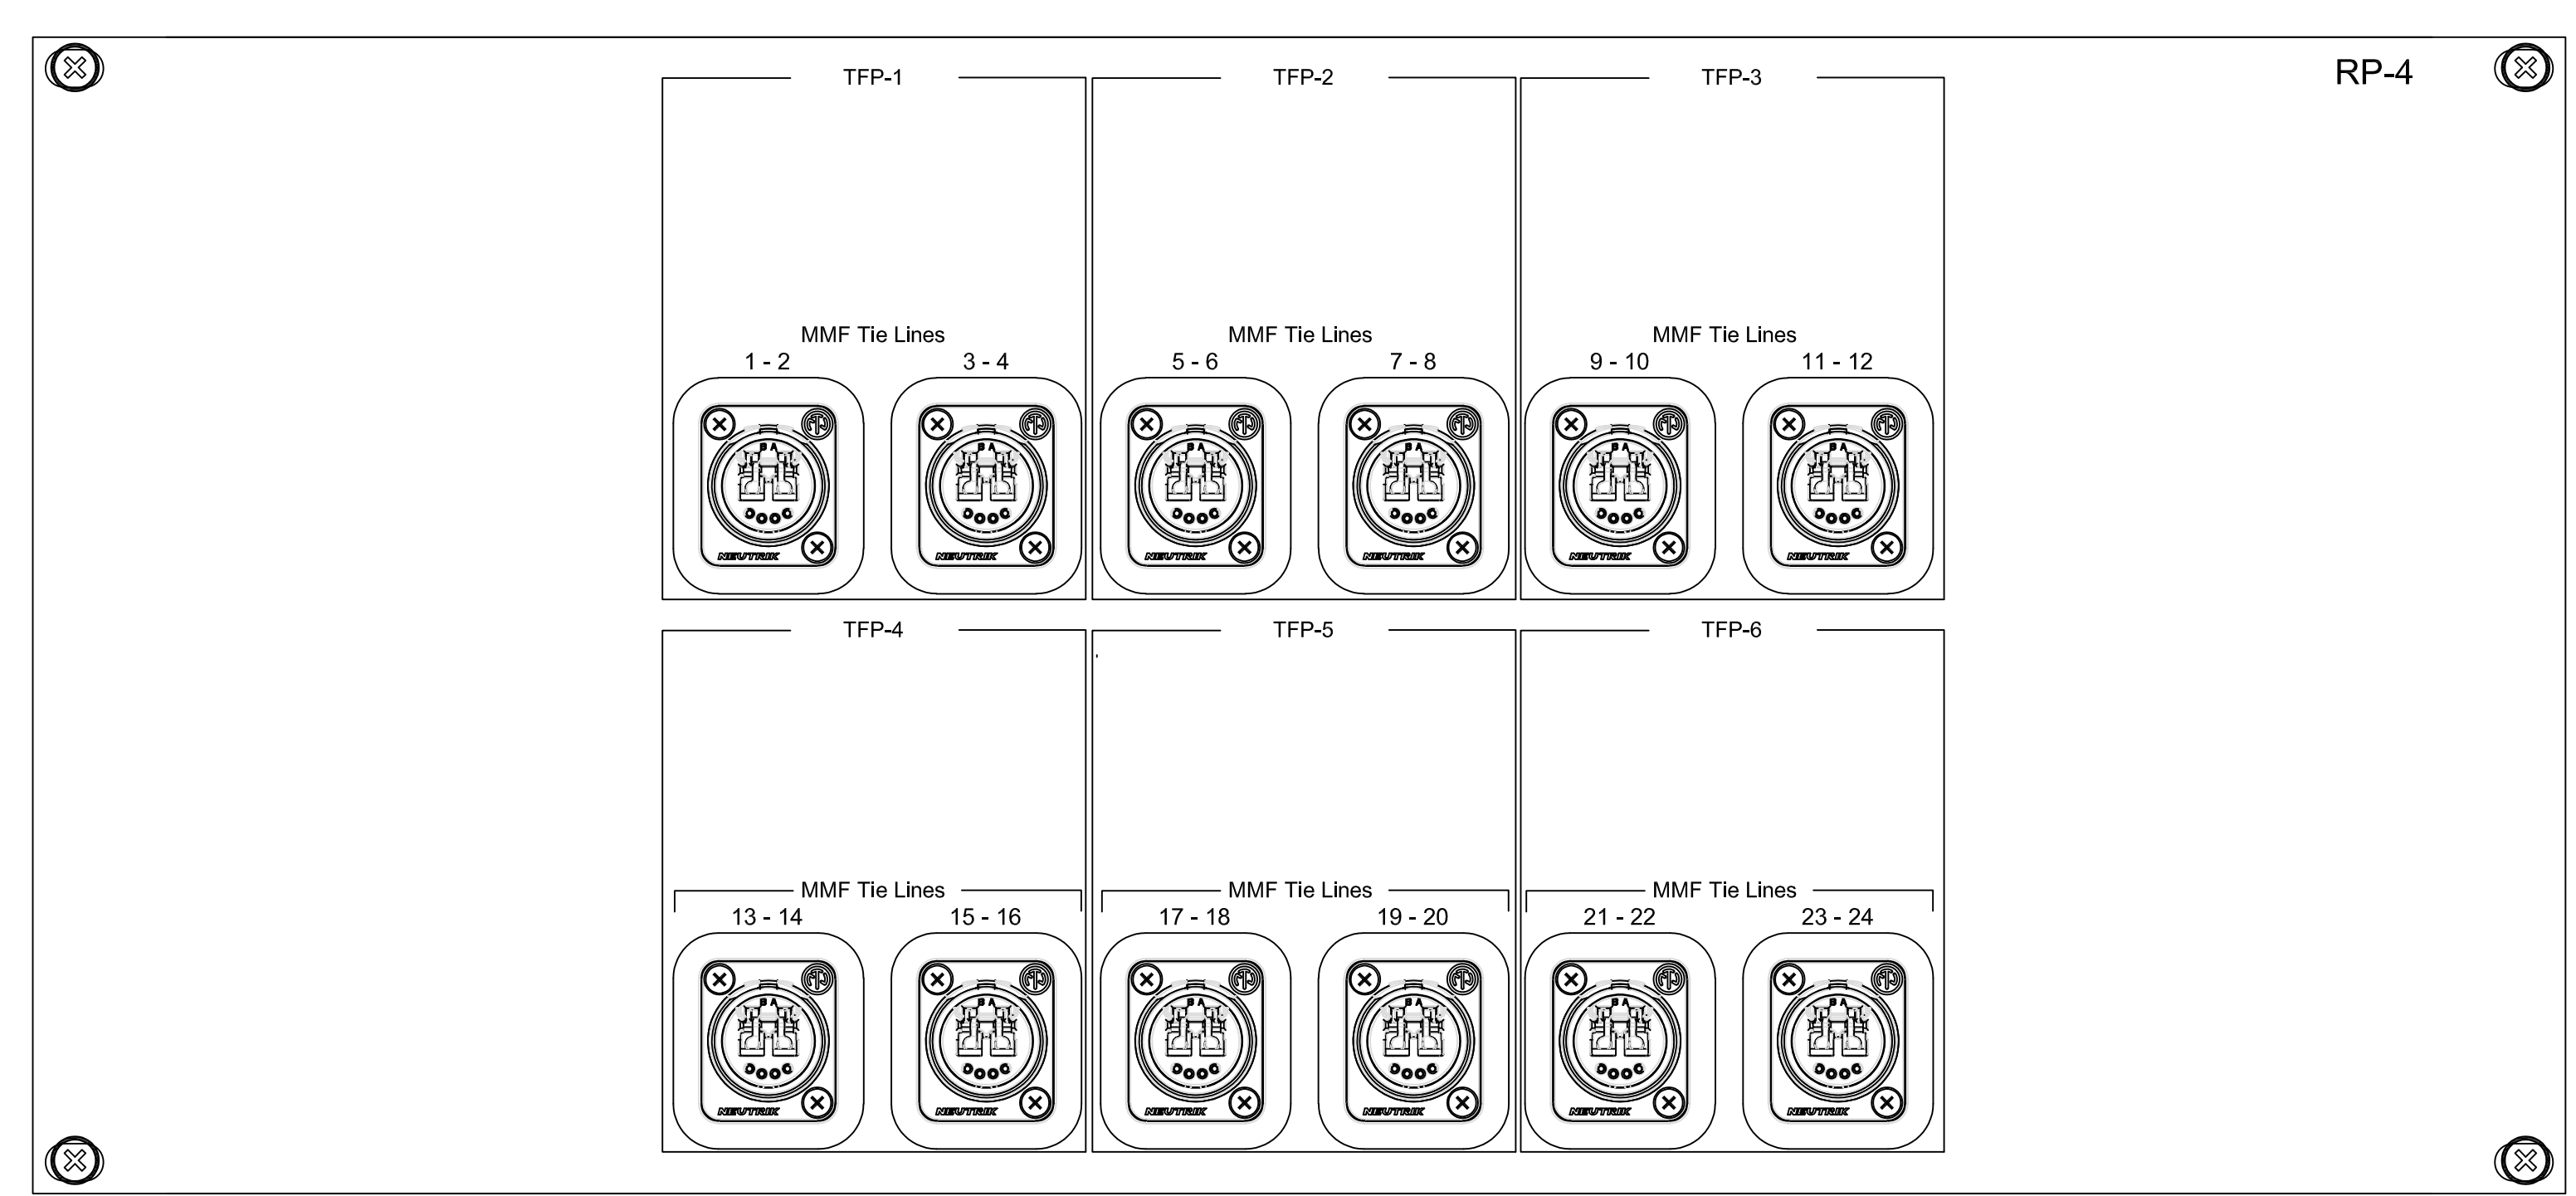 RP-4
TFP-1 TFP-2 TFP-3
MMF Tie Lines MMF Tie Lines MMF Tie Lines
1 - 2 3 - 4 5 - 6 7 - 8 9 - 10 11 - 12
B A B A B A B A B A B A
NEUTRIK NEUTRIK NEUTRIK NEUTRIK NEUTRIK NEUTRIK
TFP-4 TFP-5 TFP-6
MMF Tie Lines MMF Tie Lines MMF Tie Lines
13 - 14 15 - 16 17 - 18 19 - 20 21 - 22 23 - 24
B A B A B A B A B A B A
NEUTRIK NEUTRIK NEUTRIK NEUTRIK NEUTRIK NEUTRIK